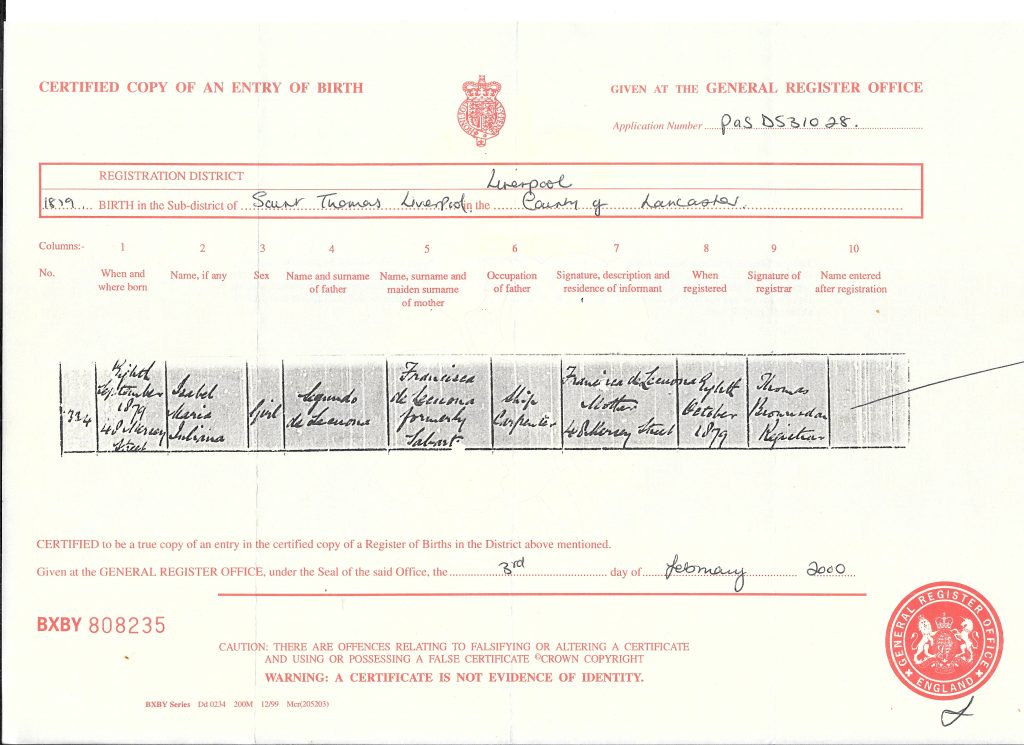 CERTIFIED COPY OF AN ENTRY OF BIRTH
GIVEN AT THE GENERAL REGISTER OFFICE
Application Number PAS DS31028.
REGISTRATION DISTRICT Liverpool
1879 BIRTH in the Sub-district of Saint Thomas Liverpool in the County of Lancaster.
Columns:- 1 2 3 4 5 6 7 8 9 10
No. When and where born Name, if any Sex Name and surname of father Name, surname and maiden surname of mother Occupation of father Signature, description and residence of informant When registered Signature of registrar Name entered after registration
334
Eighth
September
1879
48 Mersey
Street
Isabel
Maria
Juliana
Girl
Segundo
de Lecuona
Francisca
de Lecuona
formerly
Ship
Carpenter
Francisca de Lecuona
Mother
48 Mersey Street
Eighth
October
1879
Thomas
Registrar
CERTIFIED to be a true copy of an entry in the certified copy of a Register of Births in the District above mentioned.
Given at the GENERAL REGISTER OFFICE, under the Seal of the said Office, the 3rd day of february 2000
BXBY 808235
CAUTION: THERE ARE OFFENCES RELATING TO FALSIFYING OR ALTERING A CERTIFICATE
AND USING OR POSSESSING A FALSE CERTIFICATE ©CROWN COPYRIGHT
WARNING: A CERTIFICATE IS NOT EVIDENCE OF IDENTITY.
BXBY Series Dd 0234 200M 12/99 Mcr(205203)
GENERAL REGISTER OFFICE
ENGLAND